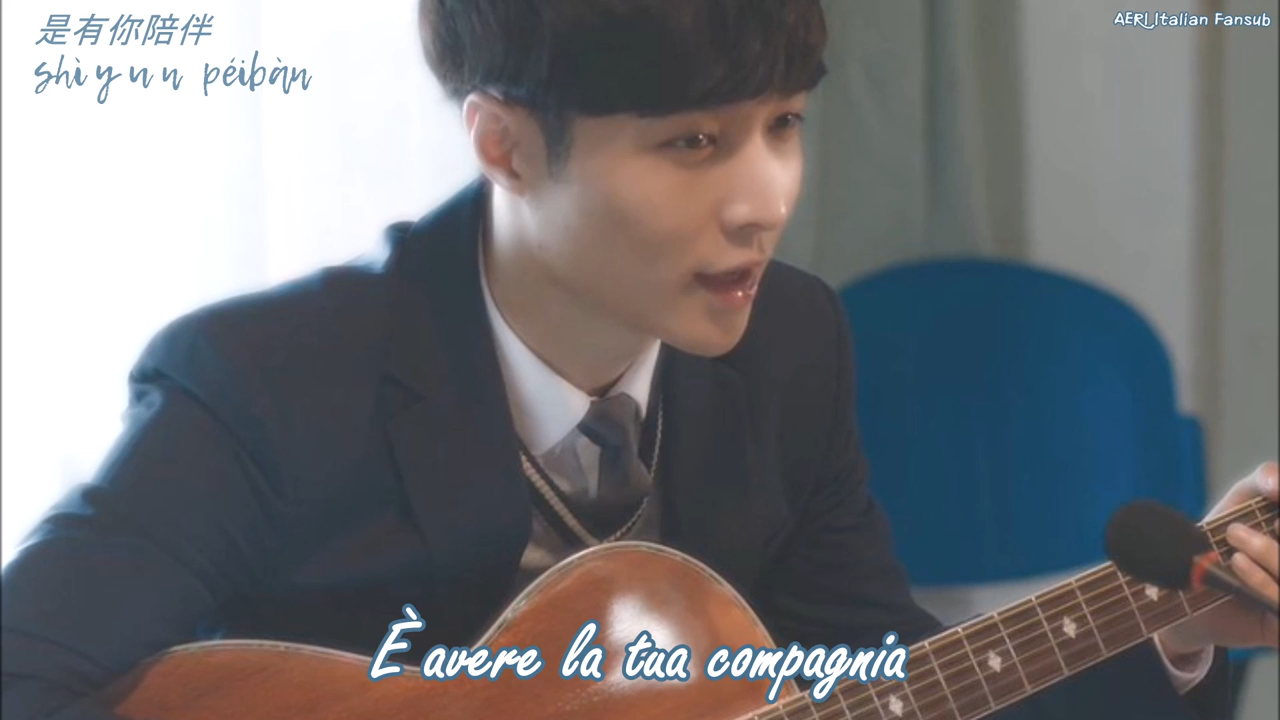 是有你陪伴
shì y n n péibàn
AERI_Italian Fansub
È avere la tua compagnia